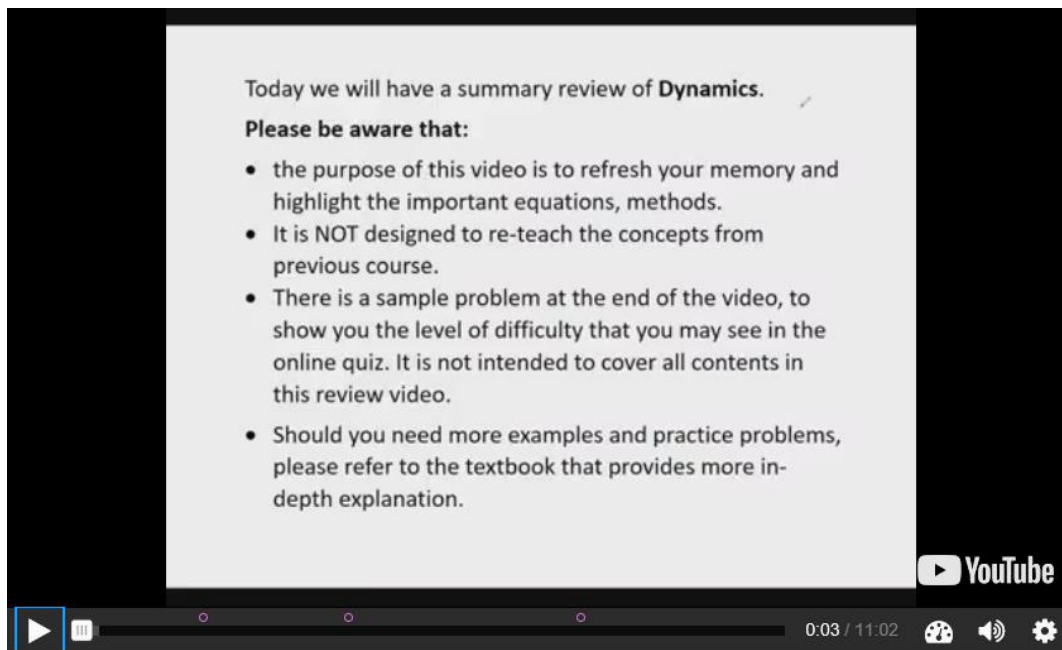 Today we will have a summary review of Dynamics.
Please be aware that:
• the purpose of this video is to refresh your memory and
highlight the important equations, methods.
• It is NOT designed to re-teach the concepts from
previous course.
• There is a sample problem at the end of the video, to
show you the level of difficulty that you may see in the
online quiz. It is not intended to cover all contents in
this review video.
• Should you need more examples and practice problems,
please refer to the textbook that provides more in-
depth explanation.
YouTube
0:03 / 11:02